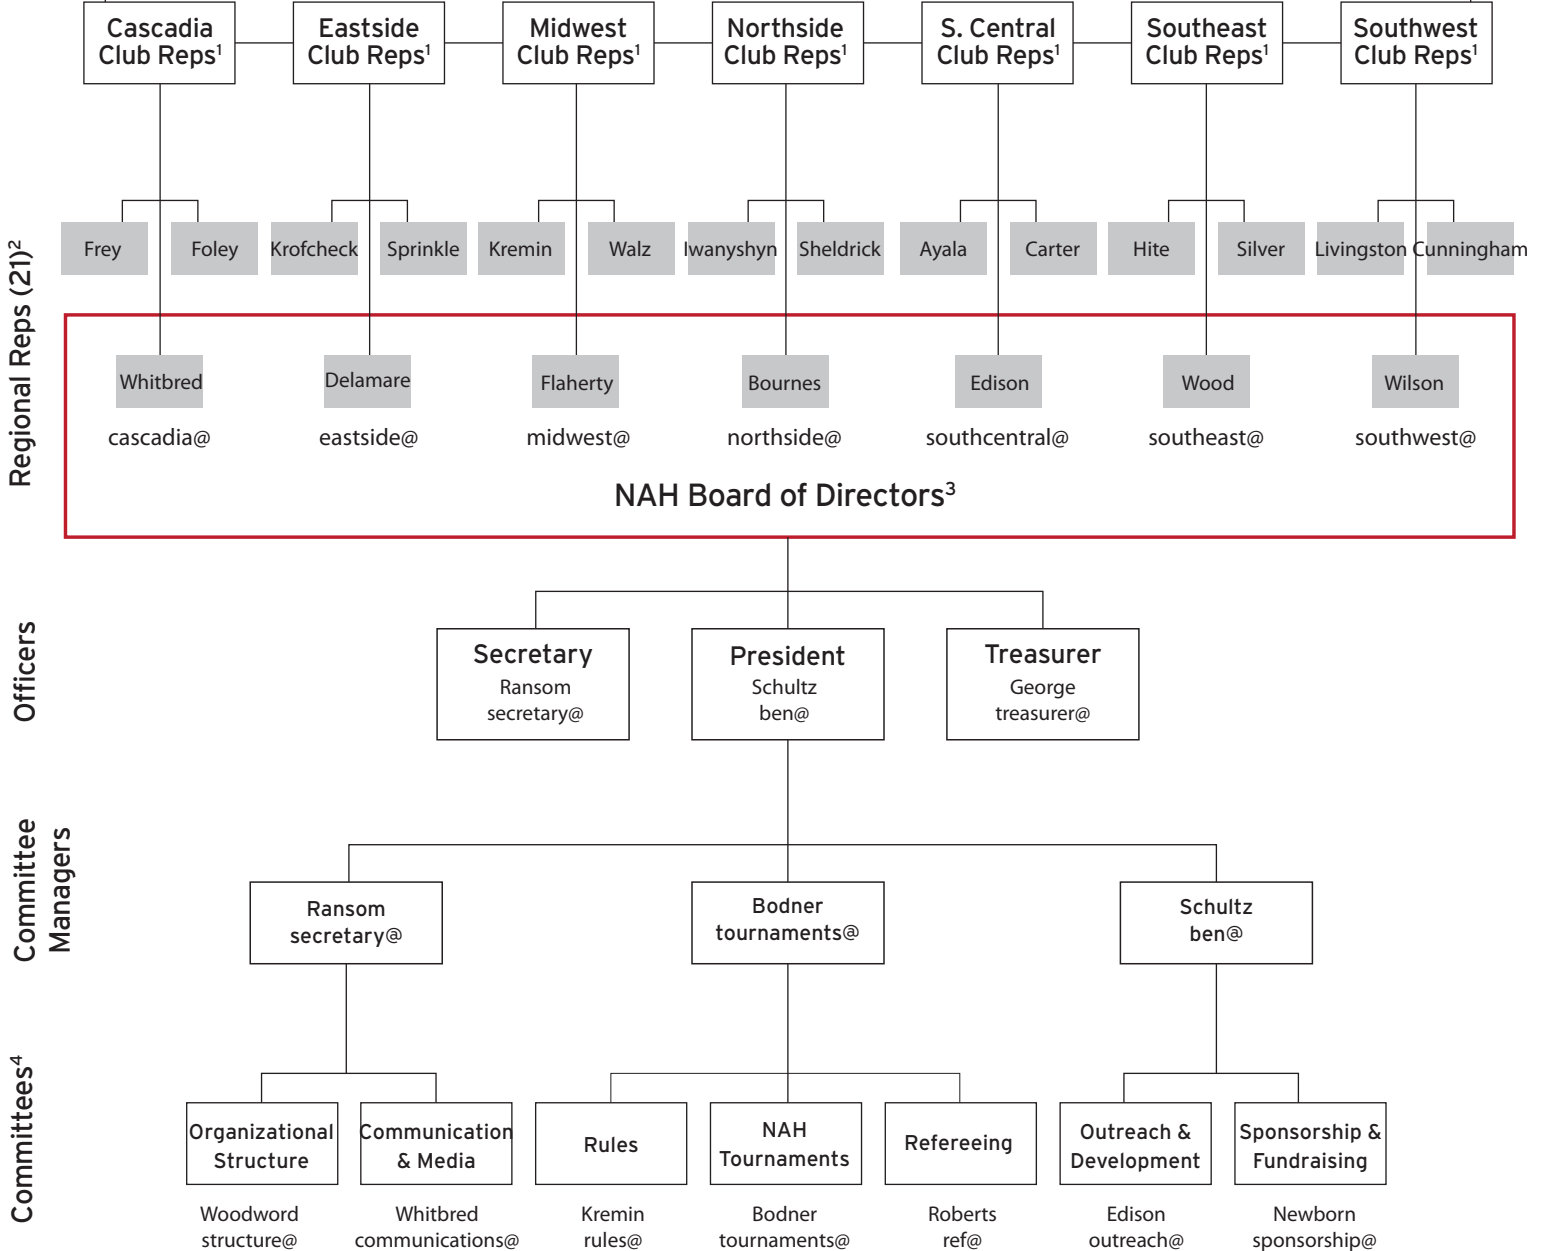 Cascadia
Club Reps¹
Eastside
Club Reps¹
Midwest
Club Reps¹
Northside
Club Reps¹
S. Central
Club Reps¹
Southeast
Club Reps¹
Southwest
Club Reps¹
Regional Reps (21)²
Frey
Foley
Krofcheck
Sprinkle
Kremin
Walz
Iwanyshyn
Sheldrick
Ayala
Carter
Hite
Silver
Livingston
Cunningham
Whitbred
cascadia@
Delamare
eastside@
Flaherty
midwest@
Bournes
northside@
Edison
southcentral@
Wood
southeast@
Wilson
southwest@
NAH Board of Directors³
Officers
Secretary
Ransom
secretary@
President
Schultz
ben@
Treasurer
George
treasurer@
Committee
Managers
Ransom
secretary@
Bodner
tournaments@
Schultz
ben@
Committees⁴
Organizational
Structure
Woodword
structure@
Communication
& Media
Whitbred
communications@
Rules
Kremin
rules@
NAH
Tournaments
Bodner
tournaments@
Refereeing
Roberts
ref@
Outreach &
Development
Edison
outreach@
Sponsorship &
Fundraising
Newborn
sponsorship@